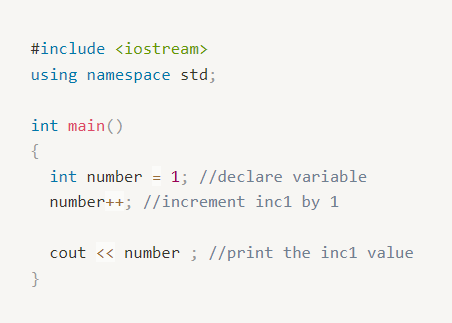 #include <iostream>
using namespace std;
int main()
{
int number = 1; //declare variable
number++; //increment inc1 by 1
cout << number ; //print the inc1 value
}